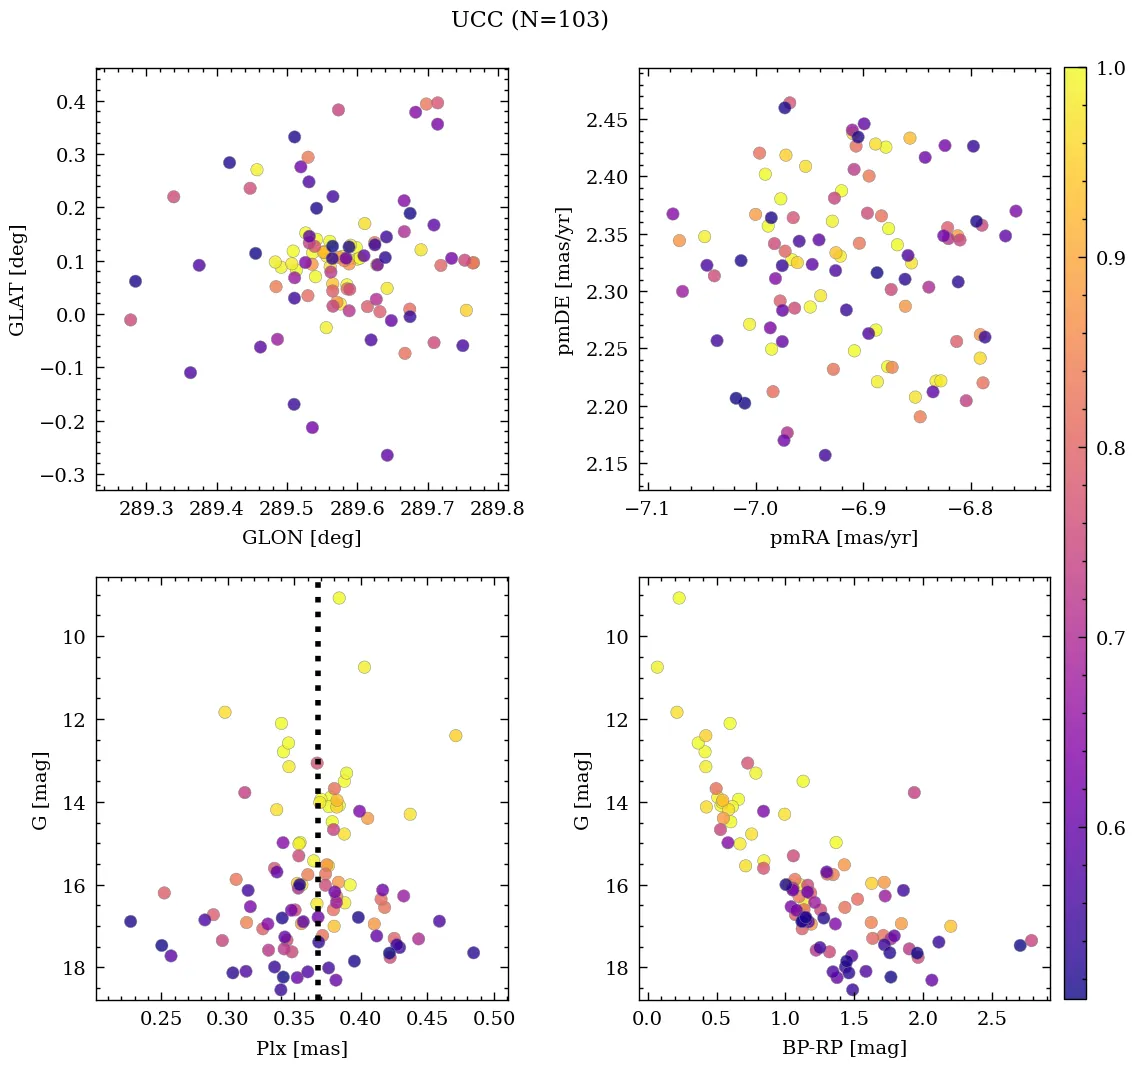 UCC (N=103)
0.4
0.3
0.2
0.1
0.0
−0.1
−0.2
−0.3
GLAT [deg]
289.3 289.4 289.5 289.6 289.7 289.8
GLON [deg]
2.45
2.40
2.35
2.30
2.25
2.20
2.15
pmDE [mas/yr]
−7.1 −7.0 −6.9 −6.8
pmRA [mas/yr]
10
12
14
16
18
G [mag]
0.25 0.30 0.35 0.40 0.45 0.50
Plx [mas]
10
12
14
16
18
G [mag]
0.0 0.5 1.0 1.5 2.0 2.5
BP-RP [mag]
1.0
0.9
0.8
0.7
0.6